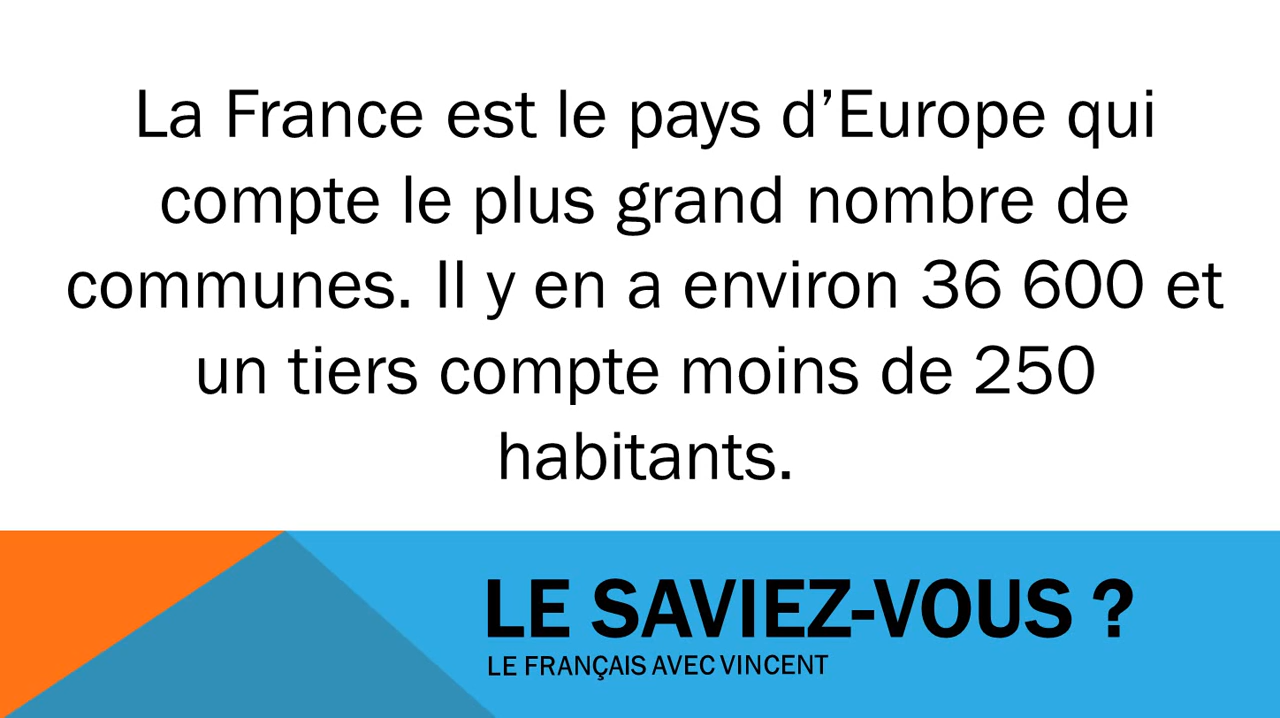 La France est le pays d’Europe qui
compte le plus grand nombre de
communes. Il y en a environ 36 600 et
un tiers compte moins de 250
habitants.
LE SAVIEZ-VOUS ?
LE FRANÇAIS AVEC VINCENT